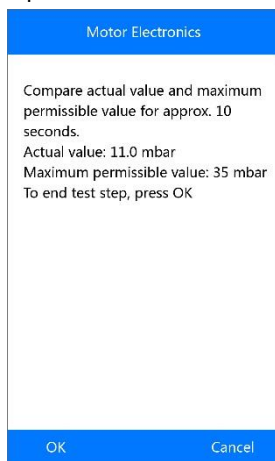 Motor Electronics
Compare actual value and maximum
permissible value for approx. 10
seconds.
Actual value: 11.0 mbar
Maximum permissible value: 35 mbar
To end test step, press OK
OK Cancel